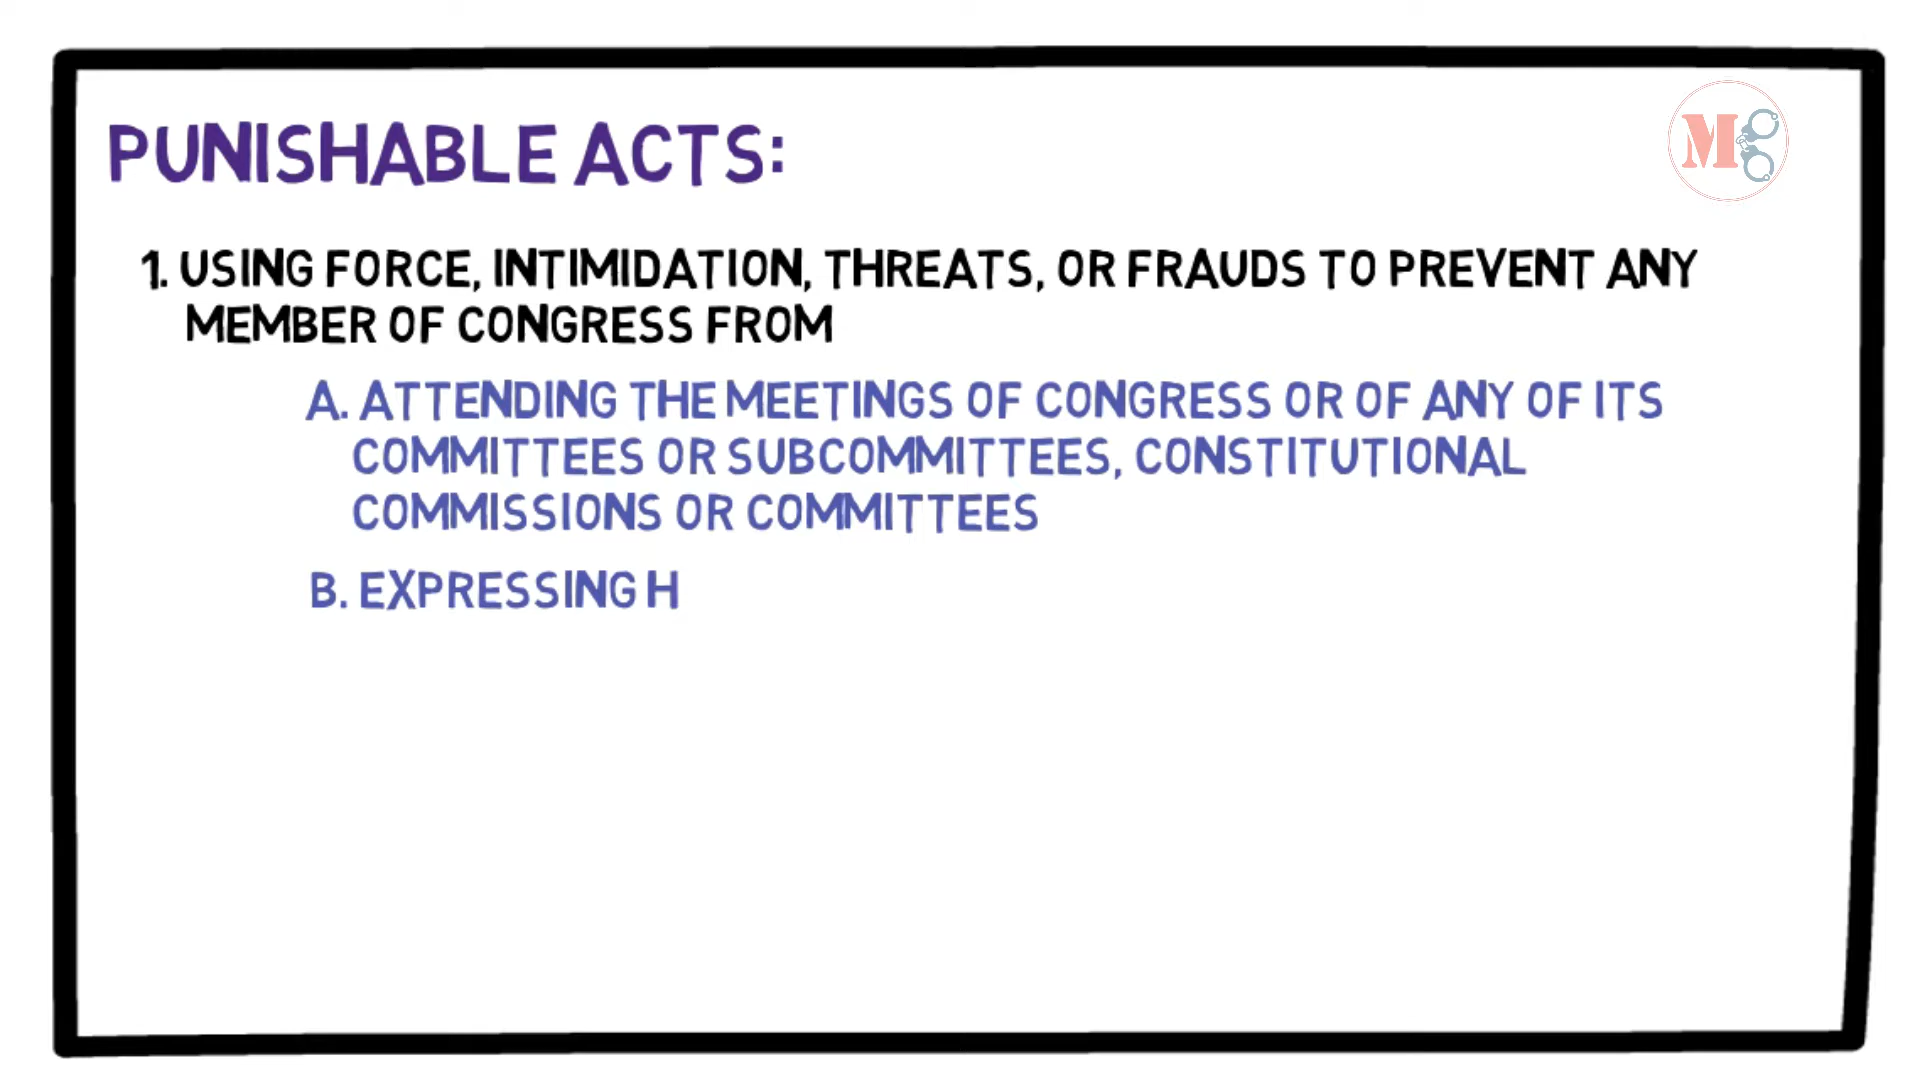 PUNISHABLE ACTS:
M
1. USING FORCE, INTIMIDATION, THREATS, OR FRAUDS TO PREVENT ANY
MEMBER OF CONGRESS FROM
A. ATTENDING THE MEETINGS OF CONGRESS OR OF ANY OF ITS
COMMITTEES OR SUBCOMMITTEES, CONSTITUTIONAL
COMMISSIONS OR COMMITTEES
B. EXPRESSING H